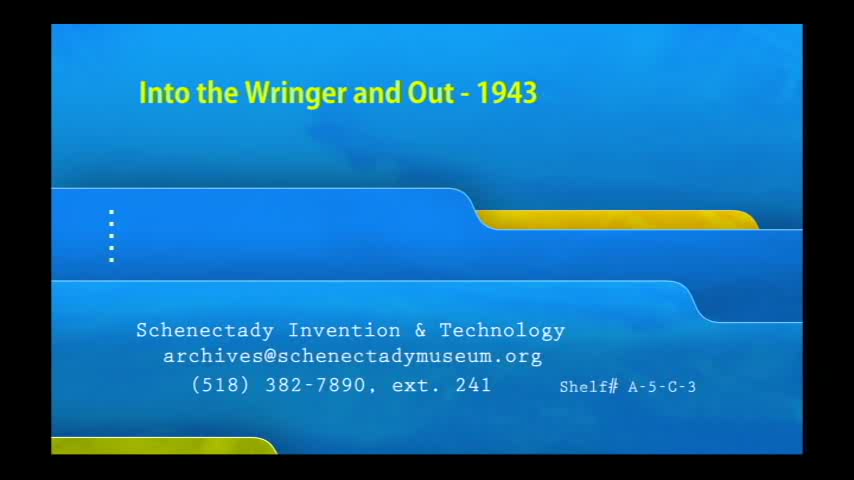 Into the Wringer and Out - 1943
Schenectady Invention & Technology
archives@schenectadymuseum.org
(518) 382-7890, ext. 241
Shelf# A-5-C-3